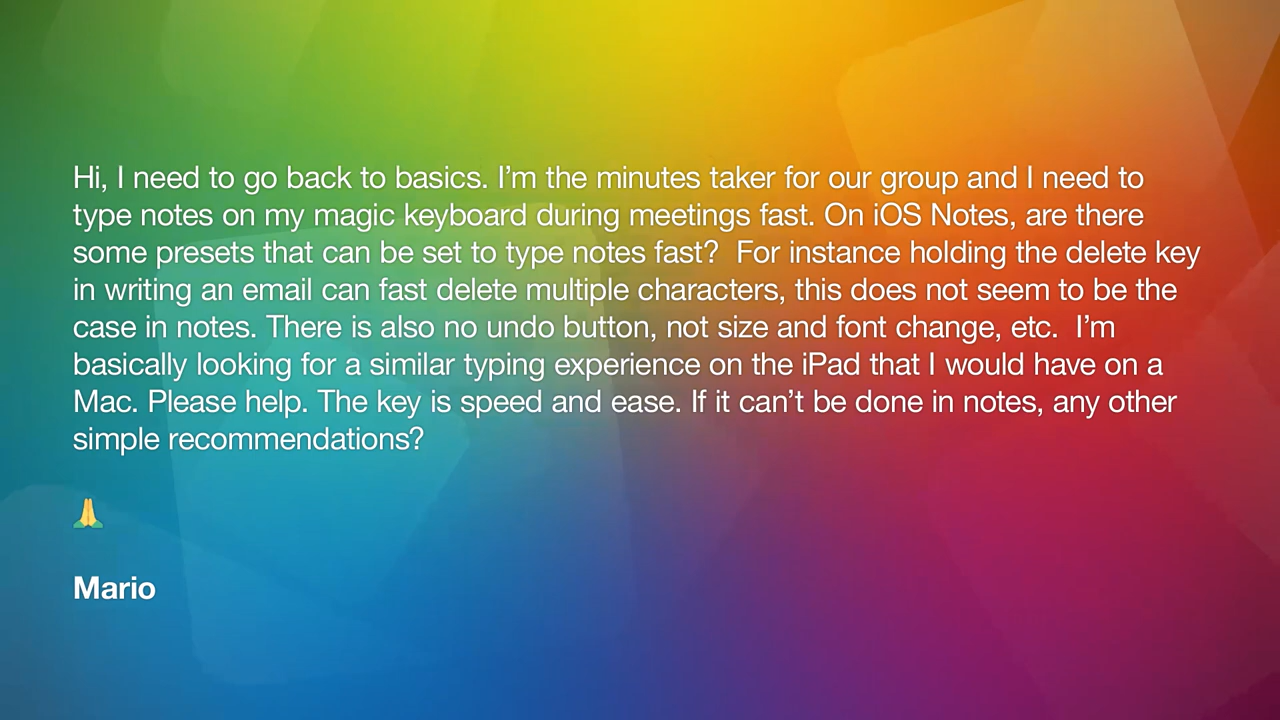 Hi, I need to go back to basics. I’m the minutes taker for our group and I need to
type notes on my magic keyboard during meetings fast. On iOS Notes, are there
some presets that can be set to type notes fast?  For instance holding the delete key
in writing an email can fast delete multiple characters, this does not seem to be the
case in notes. There is also no undo button, not size and font change, etc.  I’m
basically looking for a similar typing experience on the iPad that I would have on a
Mac. Please help. The key is speed and ease. If it can’t be done in notes, any other
simple recommendations?
🙏
Mario